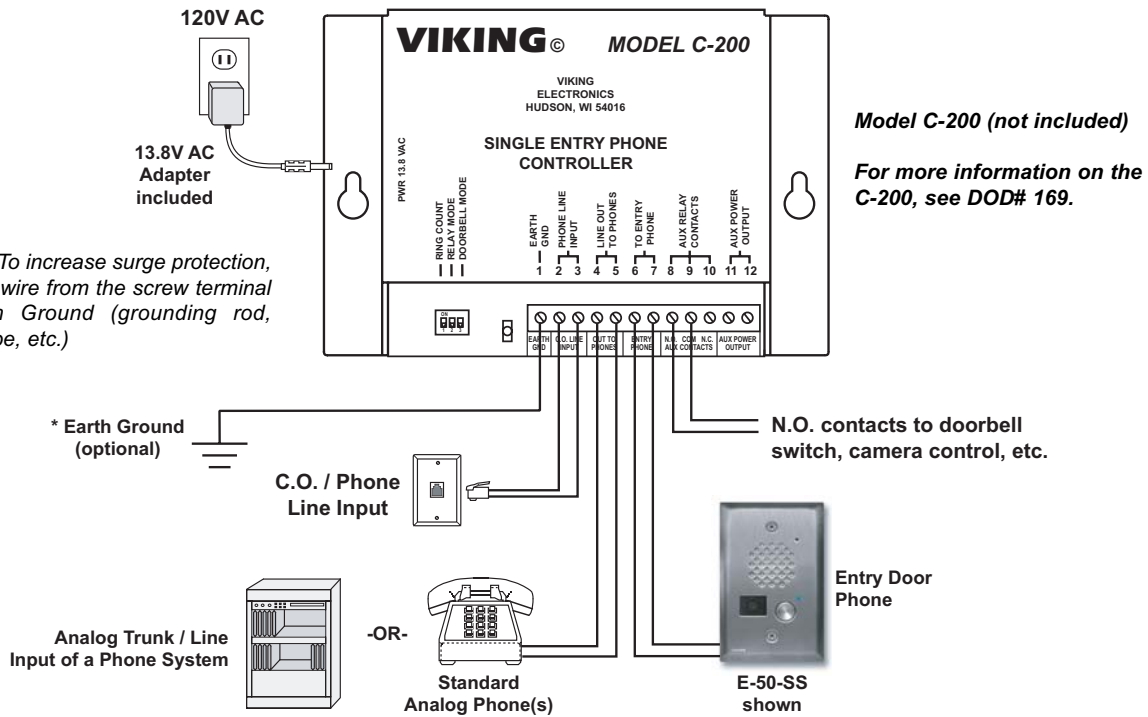 120V AC
13.8V AC
Adapter
included
VIKING© MODEL C-200
VIKING
ELECTRONICS
HUDSON, WI 54016
SINGLE ENTRY PHONE
CONTROLLER
PWR 13.8 VAC
RING COUNT
RELAY MODE
DOORBELL MODE
EARTH
GND
PHONE LINE
INPUT
LINE OUT
TO PHONES
TO ENTRY
PHONE
AUX RELAY
CONTACTS
AUX POWER
OUTPUT
1 2 3 4 5 6 7 8 9 10 11 12
ON
1 2 3
EARTH GND
C.O. LINE INPUT
OUT TO PHONES
ENTRY PHONE
N.O. COM N.C.
AUX CONTACTS
AUX POWER OUTPUT
Model C-200 (not included)
For more information on the
C-200, see DOD# 169.
To increase surge protection,
wire from the screw terminal
Ground (grounding rod,
etc.)
* Earth Ground
(optional)
N.O. contacts to doorbell
switch, camera control, etc.
C.O. / Phone
Line Input
Analog Trunk / Line
Input of a Phone System
-OR-
Standard
Analog Phone(s)
Entry Door
Phone
E-50-SS
shown